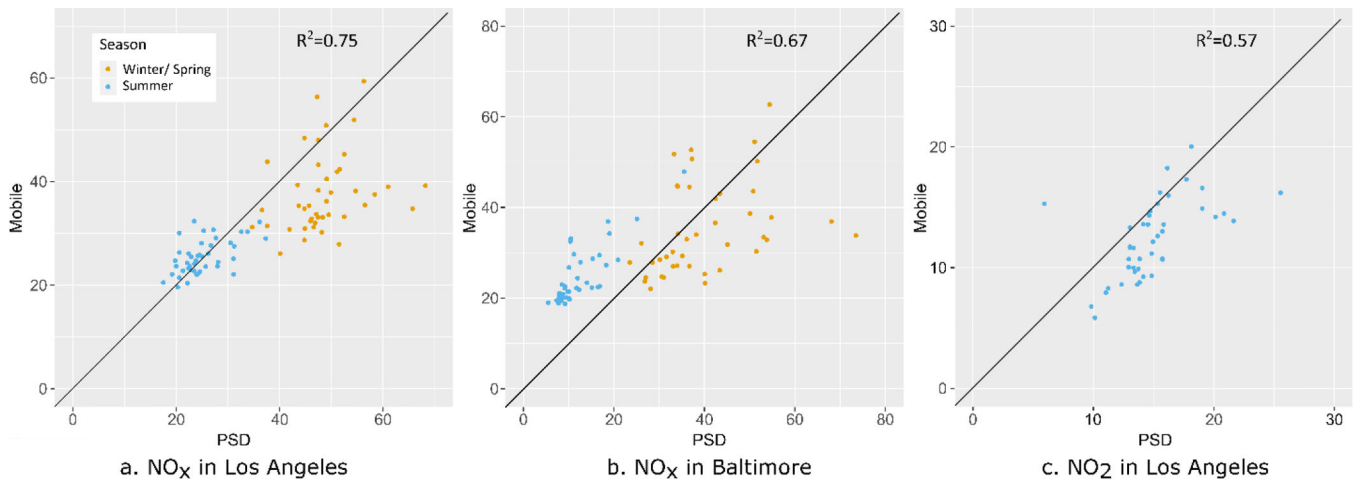 Season
Winter/ Spring
Summer
R²=0.75
Mobile
60
40
20
0
0 20 40 60
PSD
a. NOX in Los Angeles
R²=0.67
Mobile
80
60
40
20
0
0 20 40 60 80
PSD
b. NOX in Baltimore
R²=0.57
Mobile
30
20
10
0
0 10 20 30
PSD
c. NO2 in Los Angeles